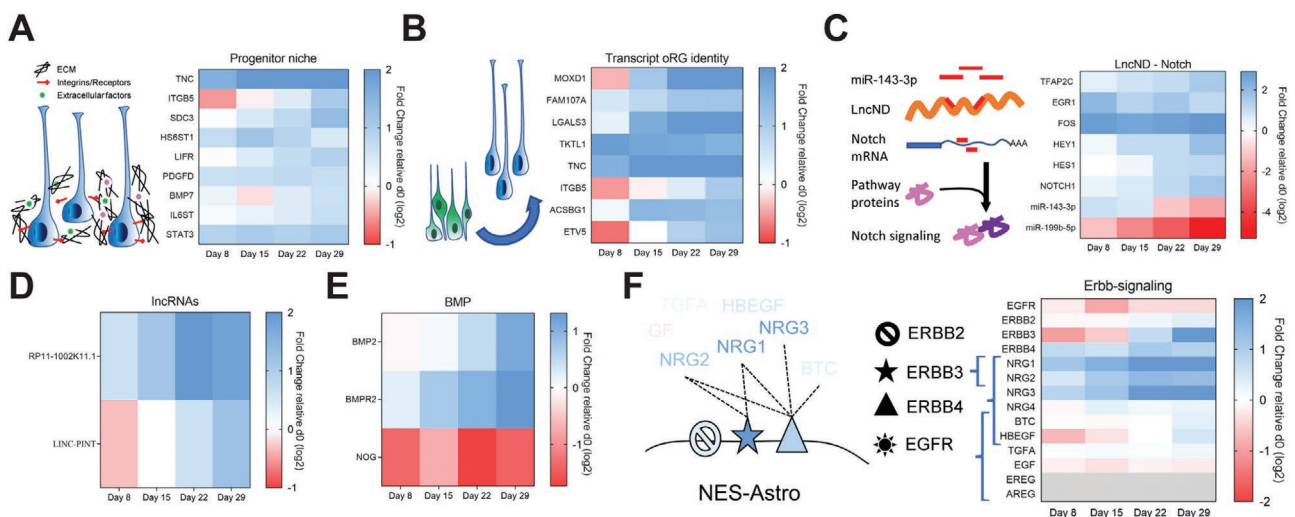 A
ECM
Integrins/Receptors
Extracellular factors
Progenitor niche
TNC
ITGB5
SDC3
HS6ST1
LIFR
PDGFD
BMP7
IL6ST
STAT3
Day 8 Day 15 Day 22 Day 29
2
1
0
-1
Fold Change relative d0 (log2)
B
Transcript oRG identity
MOXD1
FAM107A
LGALS3
TKTL1
TNC
ITGB5
ACSBG1
ETV5
Day 8 Day 15 Day 22 Day 29
2
1
0
-1
Fold Change relative d0 (log2)
C
miR-143-3p
LncND
Notch
mRNA
AAA
Pathway
proteins
Notch signaling
LncND - Notch
TFAP2C
EGR1
FOS
HEY1
HES1
NOTCH1
miR-143-3p
miR-199b-5p
Day 8 Day 15 Day 22 Day 29
2
0
-2
-4
Fold Change relative d0 (log2)
D
lncRNAs
RP11-1002K11.1
LINC-PINT
Day 8 Day 15 Day 22 Day 29
2
1
0
-1
Fold Change relative d0 (log2)
E
BMP
BMP2
BMPR2
NOG
Day 8 Day 15 Day 22 Day 29
1
0
-1
Fold Change relative d0 (log2)
F
TGFA
HBEGF
GF
NRG3
NRG1
NRG2
BTC
NES-Astro
ERBB2
ERBB3
ERBB4
EGFR
Erbb-signaling
EGFR
ERBB2
ERBB3
ERBB4
NRG1
NRG2
NRG3
NRG4
BTC
HBEGF
TGFA
EGF
EREG
AREG
Day 8 Day 15 Day 22 Day 29
2
1
0
-1
-2
Fold Change relative d0 (log2)